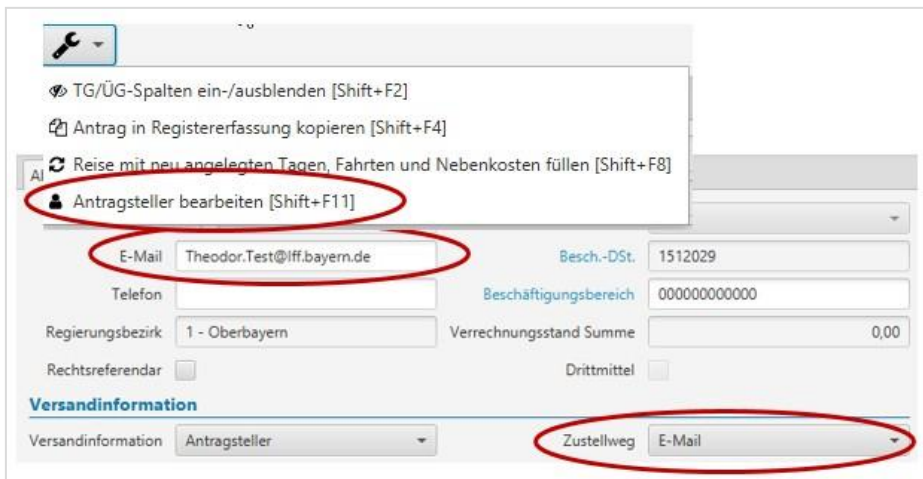 TG/ÜG-Spalten ein-/ausblenden [Shift+F2]
Antrag in Registererfassung kopieren [Shift+F4]
Reise mit neu angelegten Tagen, Fahrten und Nebenkosten füllen [Shift+F8]
Antragsteller bearbeiten [Shift+F11]
E-Mail Theodor.Test@lff.bayern.de Besch.-DSt. 1512029
Telefon Beschäftigungsbereich 000000000000
Regierungsbezirk 1 - Oberbayern Verrechnungsstand Summe 0,00
Rechtsreferendar Drittmittel
Versandinformation
Versandinformation Antragsteller Zustellweg E-Mail